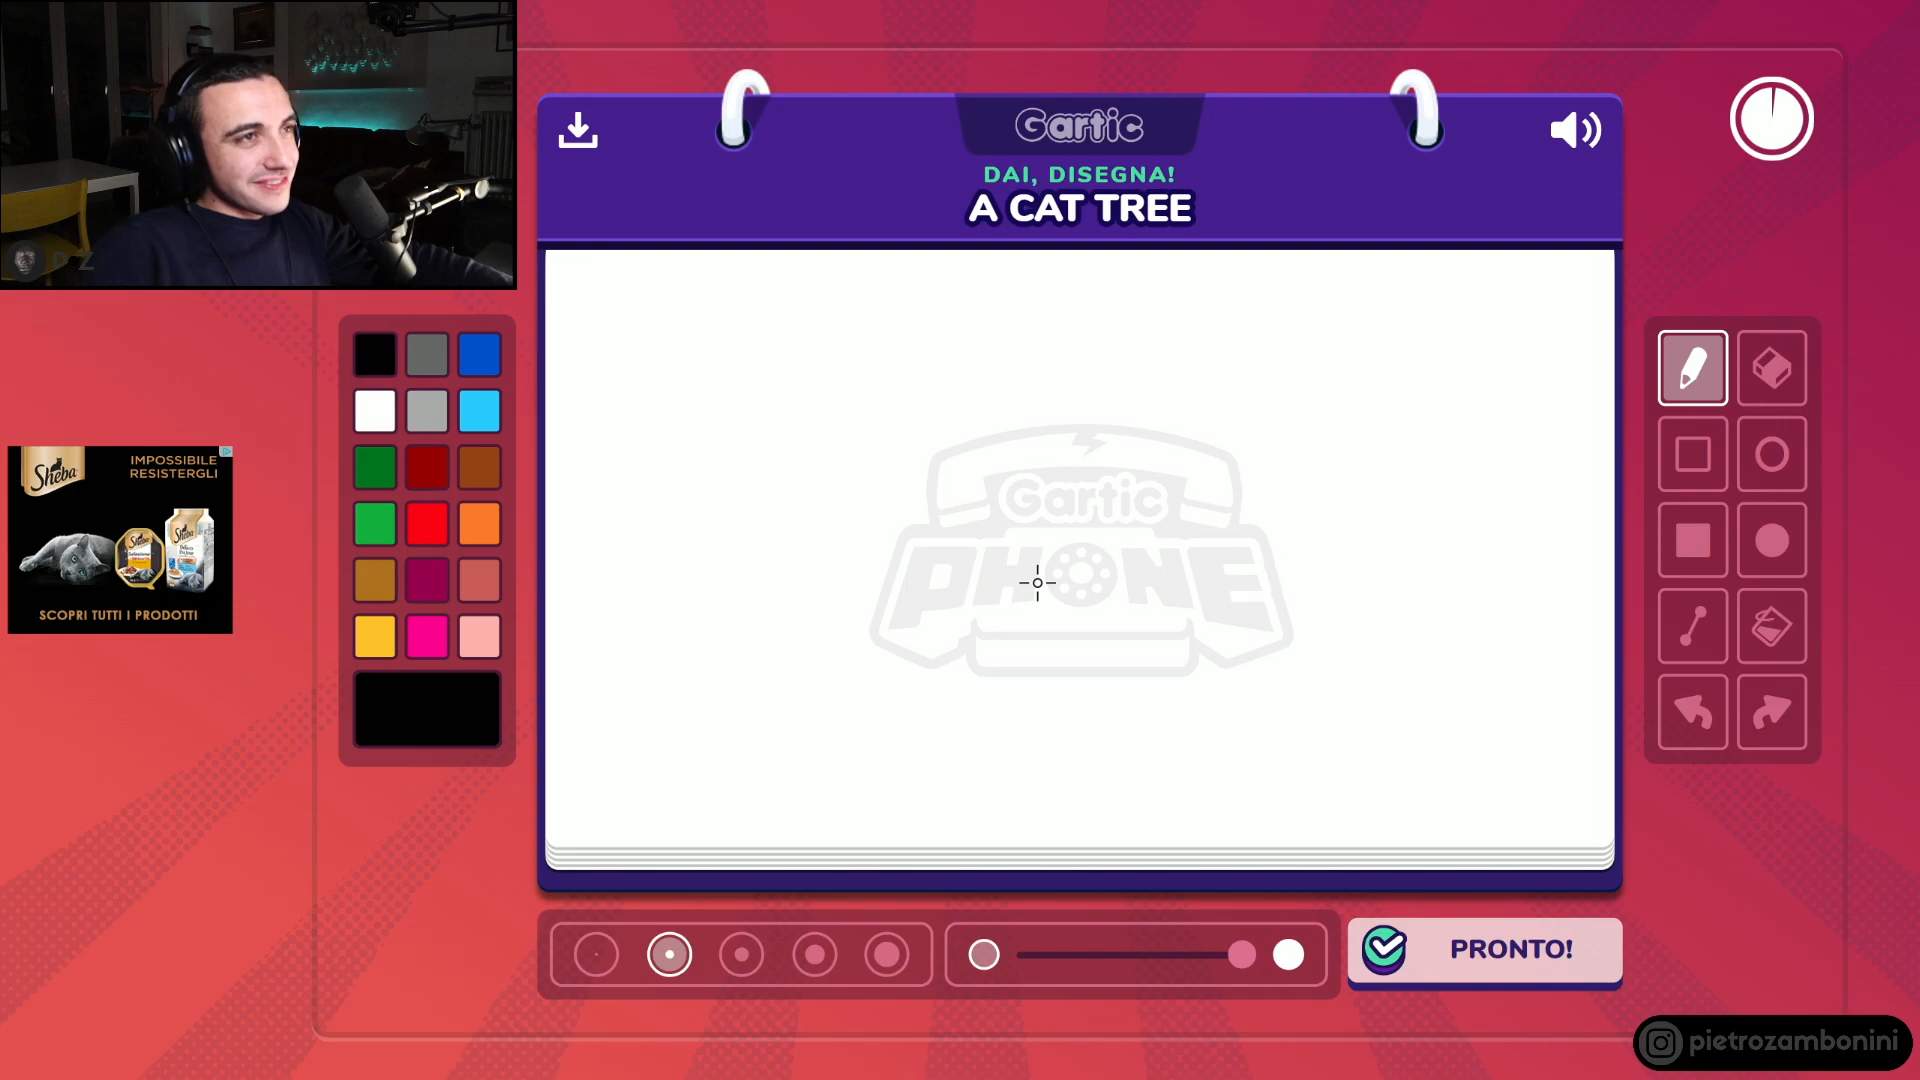 Gartic
DAI, DISEGNA!
A CAT TREE
Gartic
PHONE
Sheba
IMPOSSIBILE
RESISTERGLI
SCOPRI TUTTI I PRODOTTI
PRONTO!
pietrozambonini